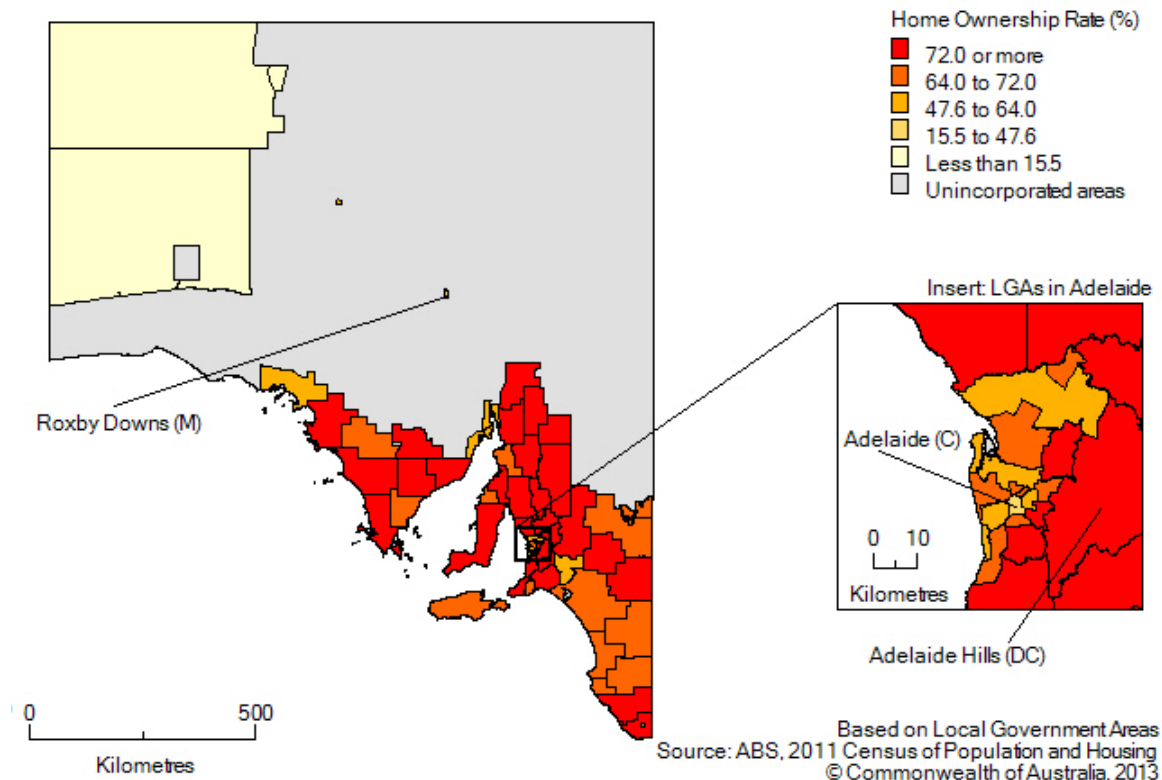 Home Ownership Rate (%)
72.0 or more
64.0 to 72.0
47.6 to 64.0
15.5 to 47.6
Less than 15.5
Unincorporated areas
Insert: LGAs in Adelaide
Roxby Downs (M)
Adelaide (C)
0 10
Kilometres
Adelaide Hills (DC)
0 500
Kilometres
Based on Local Government Areas
Source: ABS, 2011 Census of Population and Housing
© Commonwealth of Australia, 2013